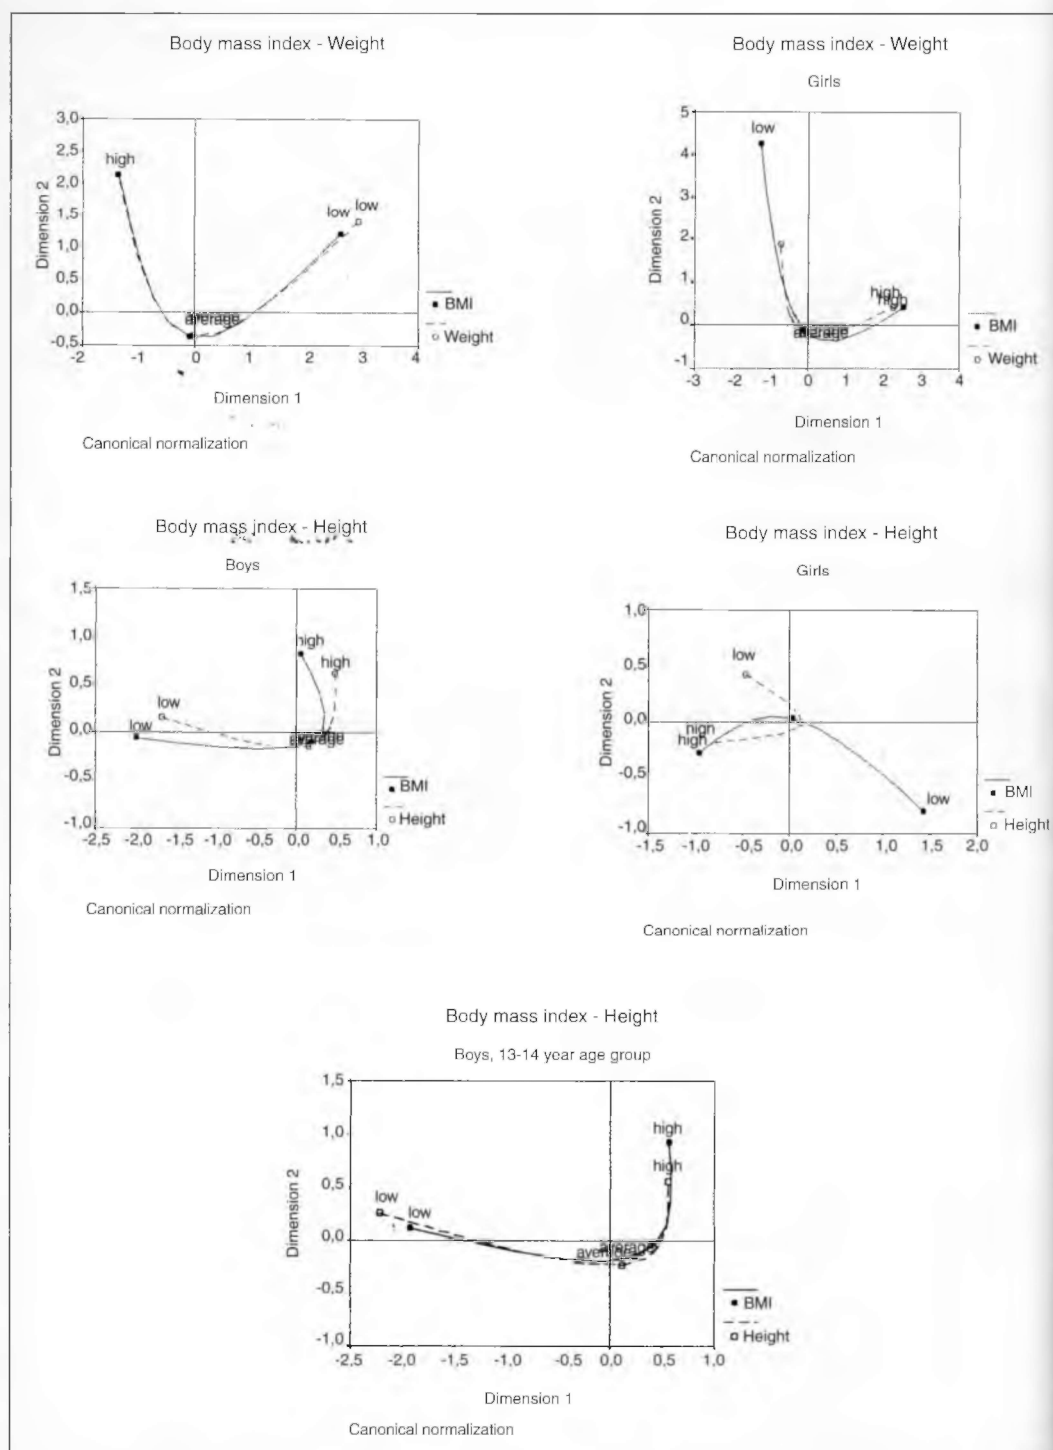 Body mass index - Weight
3,0
2,5
2,0
1,5
1,0
0,5
0,0
-0,5
Dimension 2
high
low low
average
average
-2 -1 0 1 2 3 4
Dimension 1
BMI
Weight
Canonical normalization
Body mass index - Weight
Girls
5
4
3
2
1
0
-1
Dimension 2
low
high
high
average
average
-3 -2 -1 0 1 2 3 4
Dimension 1
BMI
Weight
Canonical normalization
Body mass index - Height
Boys
1,5
1,0
0,5
0,0
-0,5
-1,0
Dimension 2
high
high
low
low
average
average
-2,5 -2,0 -1,5 -1,0 -0,5 0,0 0,5 1,0
Dimension 1
BMI
Height
Canonical normalization
Body mass index - Height
Girls
1,0
0,5
0,0
-0,5
-1,0
Dimension 2
low
high
high
low
-1,5 -1,0 -0,5 0,0 0,5 1,0 1,5 2,0
Dimension 1
BMI
Height
Canonical normalization
Body mass index - Height
Boys, 13-14 year age group
1,5
1,0
0,5
0,0
-0,5
-1,0
Dimension 2
high
high
low low
average
average
-2,5 -2,0 -1,5 -1,0 -0,5 0,0 0,5 1,0
Dimension 1
BMI
Height
Canonical normalization